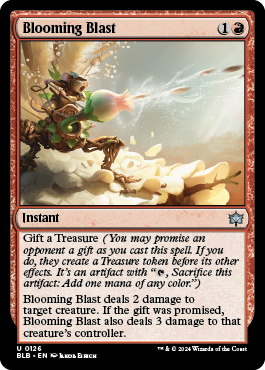 Blooming Blast 1
Instant
Gift a Treasure (You may promise an
opponent a gift as you cast this spell. If you
do, they create a Treasure token before its other
effects. It's an artifact with ", Sacrifice this
artifact: Add one mana of any color.")
Blooming Blast deals 2 damage to
target creature. If the gift was promised,
Blooming Blast also deals 3 damage to that
creature's controller.
U 0126
BLB • EN Jakob Eirich
™ & © 2024 Wizards of the Coast